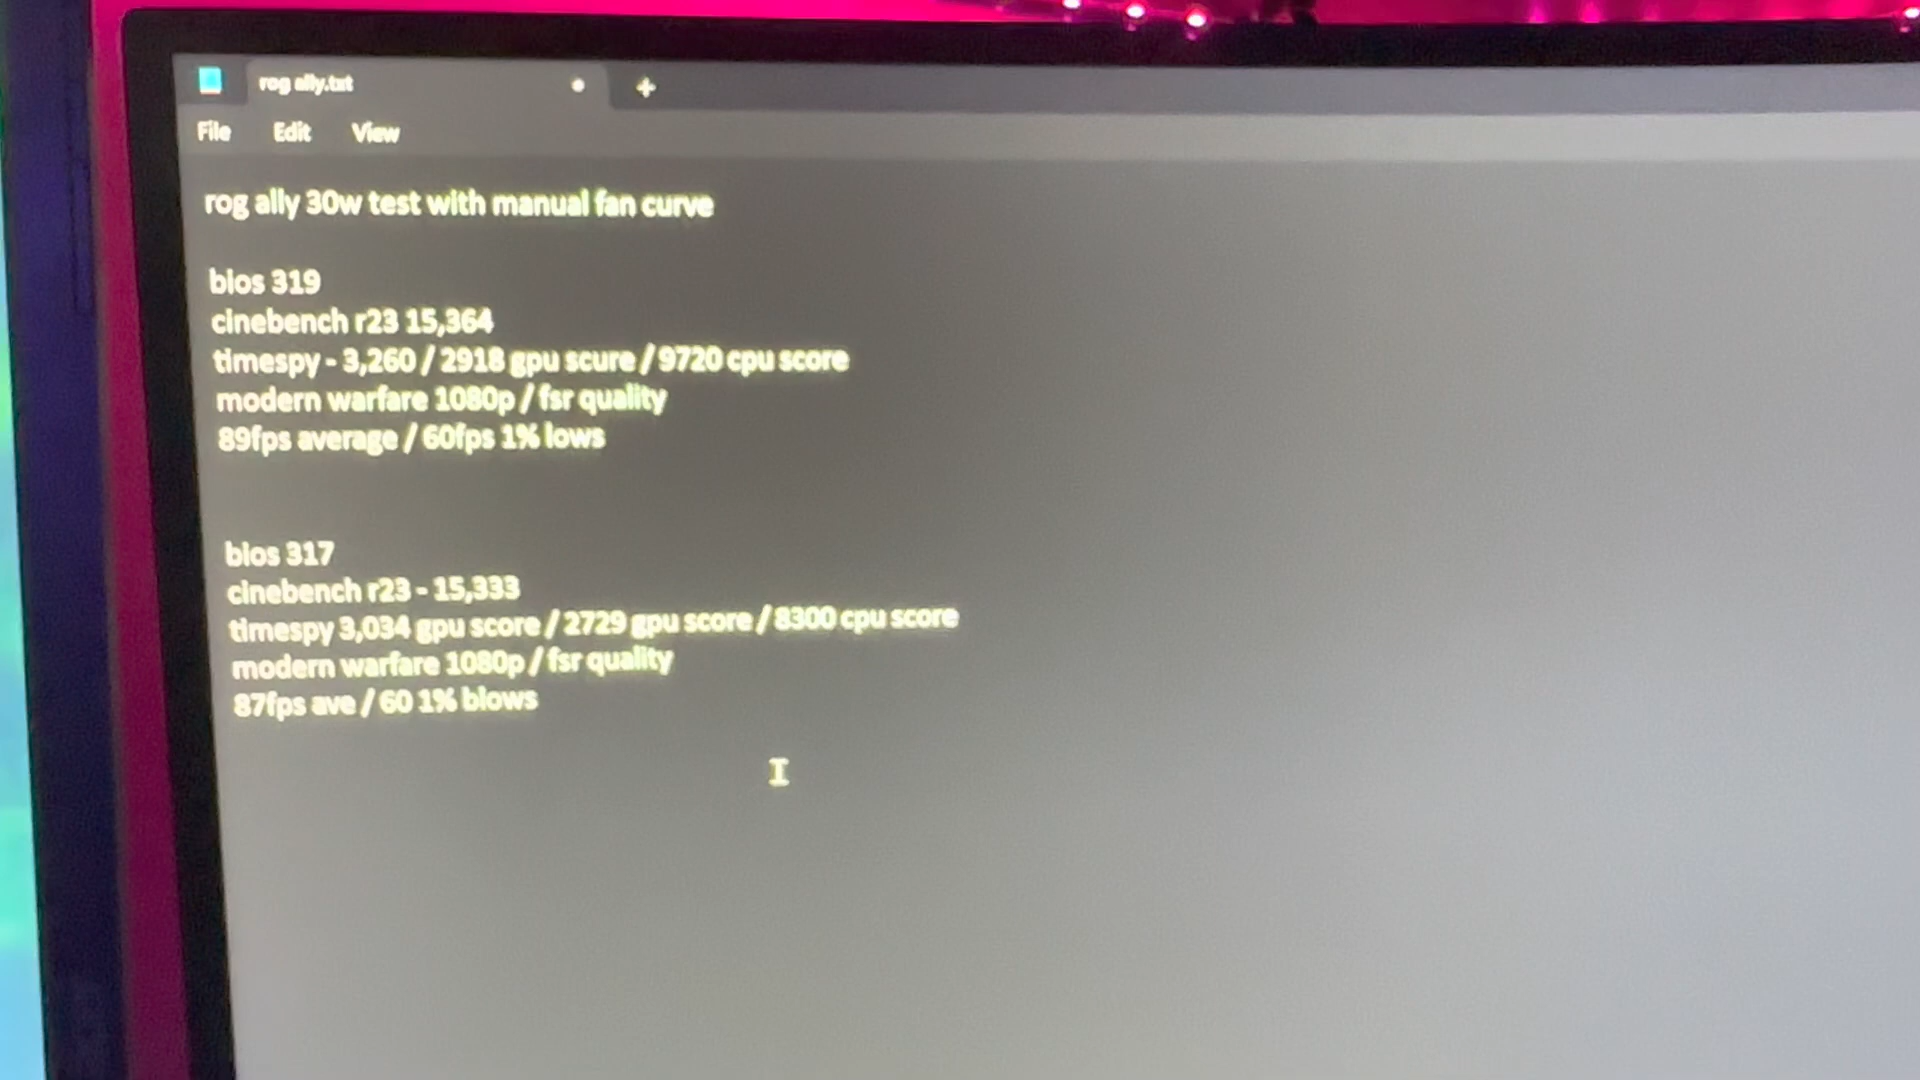 rog ally.txt
File Edit View
rog ally 30w test with manual fan curve
bios 319
cinebench r23 15,364
timespy - 3,260 / 2918 gpu scure / 9720 cpu score
modern warfare 1080p / fsr quality
89fps average / 60fps 1% lows
bios 317
cinebench r23 - 15,333
timespy 3,034 gpu score / 2729 gpu score / 8300 cpu score
modern warfare 1080p / fsr quality
87fps ave / 60 1% blows